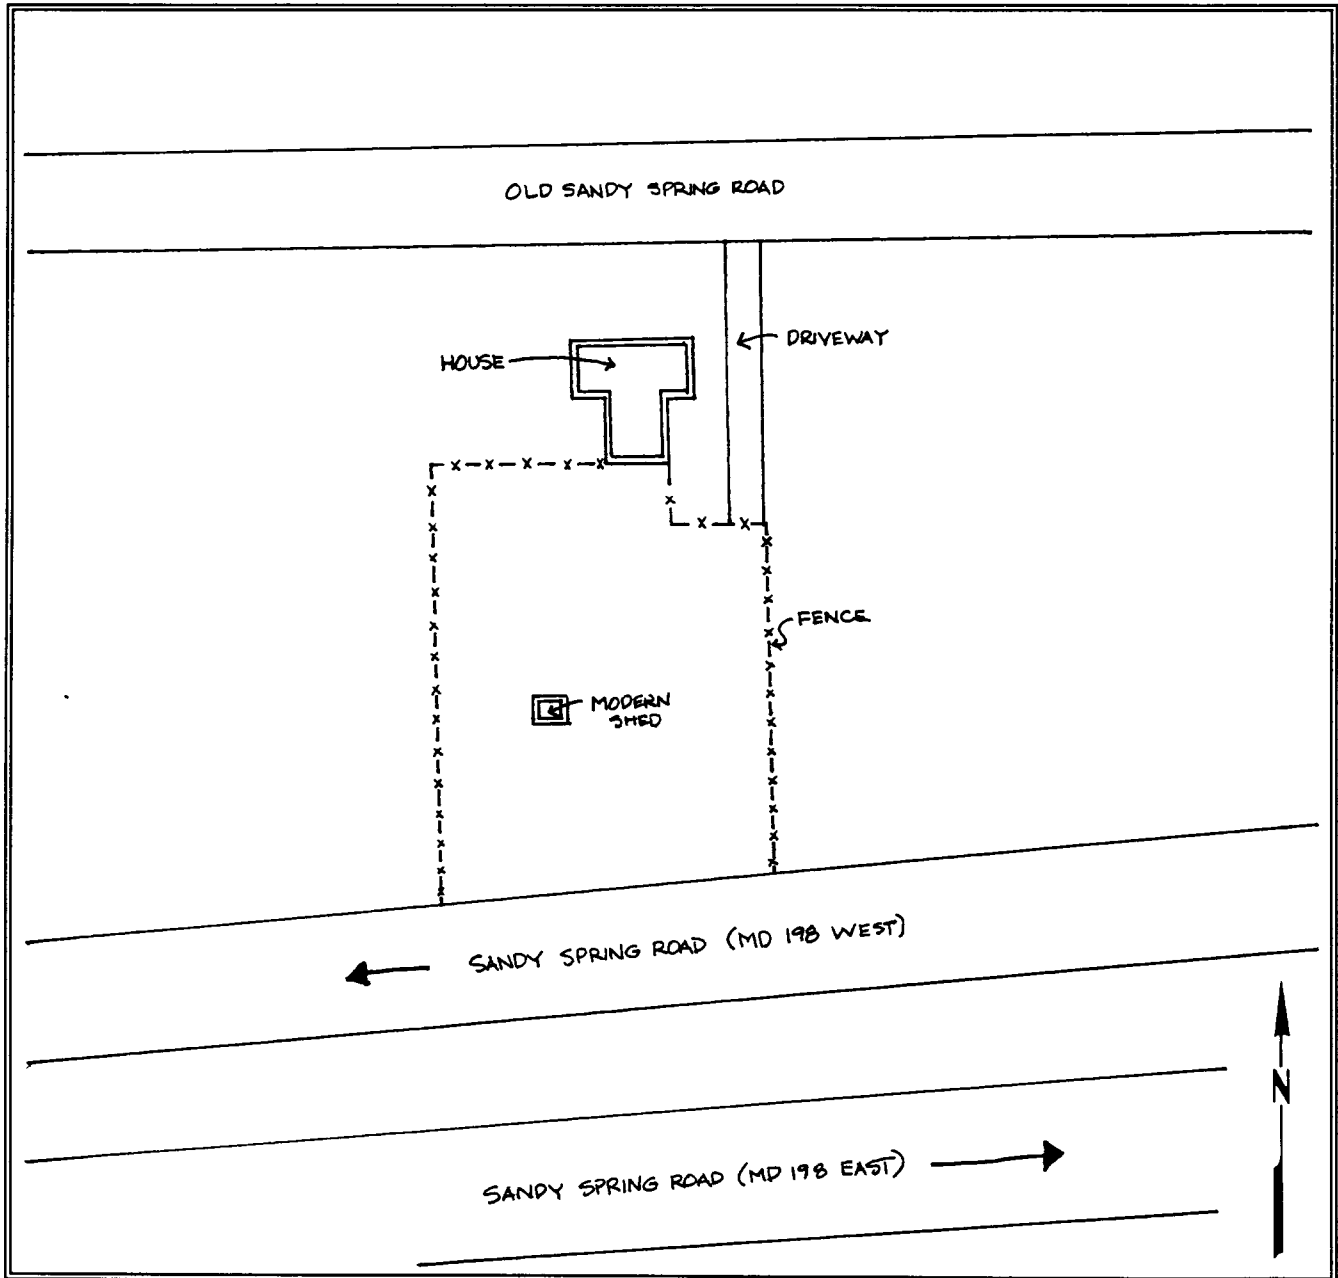 OLD SANDY SPRING ROAD
DRIVEWAY
HOUSE
FENCE
MODERN
SHED
SANDY SPRING ROAD (MD 198 WEST)
N
SANDY SPRING ROAD (MD 198 EAST)